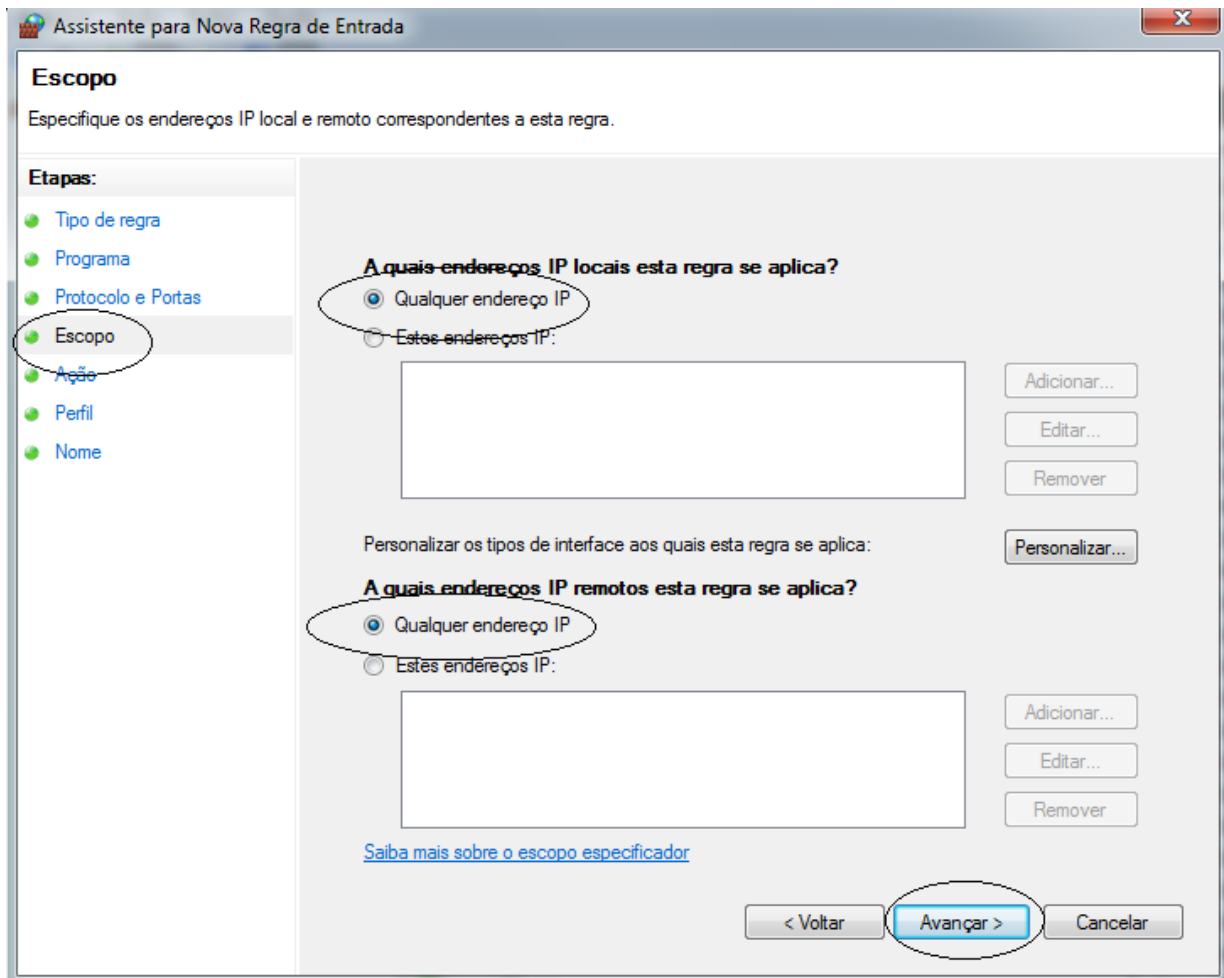 Assistente para Nova Regra de Entrada
Escopo
Especifique os endereços IP local e remoto correspondentes a esta regra.
Etapas:
Tipo de regra
Programa
Protocolo e Portas
Escopo
Ação
Perfil
Nome
A quais endereços IP locais esta regra se aplica?
Qualquer endereço IP
Estes endereços IP:
Adicionar...
Editar...
Remover
Personalizar os tipos de interface aos quais esta regra se aplica:
Personalizar...
A quais endereços IP remotos esta regra se aplica?
Qualquer endereço IP
Estes endereços IP:
Adicionar...
Editar...
Remover
Saiba mais sobre o escopo especificador
< Voltar
Avançar >
Cancelar